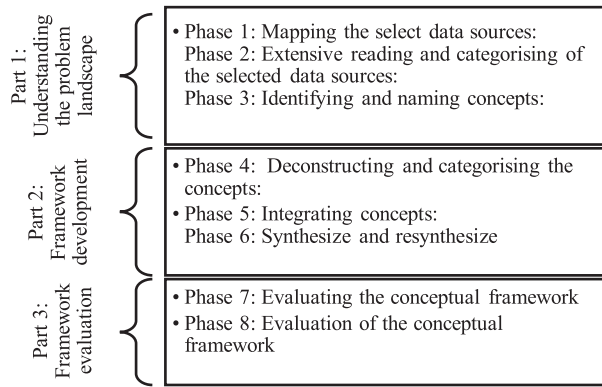 Part 1:
Understanding
the problem
landscape
• Phase 1: Mapping the select data sources:
Phase 2: Extensive reading and categorising of
the selected data sources:
Phase 3: Identifying and naming concepts:
Part 2:
Framework
development
• Phase 4: Deconstructing and categorising the
concepts:
• Phase 5: Integrating concepts:
Phase 6: Synthesize and resynthesize
Part 3:
Framework
evaluation
• Phase 7: Evaluating the conceptual framework
• Phase 8: Evaluation of the conceptual
framework